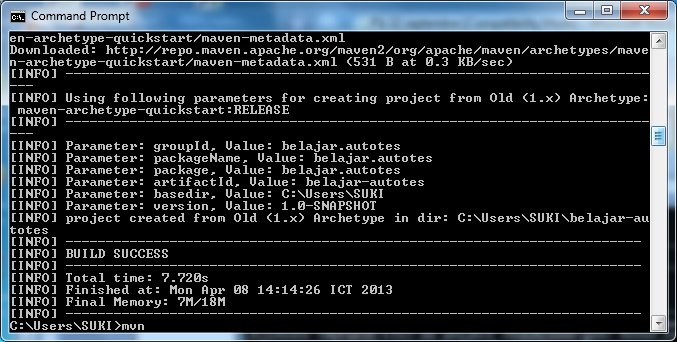 Command Prompt
en-archetype-quickstart/maven-metadata.xml
Downloaded: http://repo.maven.apache.org/maven2/org/apache/maven/archetypes/mave
n-archetype-quickstart/maven-metadata.xml (531 B at 0.3 KB/sec)
[INFO] -------------------------------------------------------------------------
---
[INFO] Using following parameters for creating project from Old (1.x) Archetype:
 maven-archetype-quickstart:RELEASE
[INFO] -------------------------------------------------------------------------
---
[INFO] Parameter: groupId, Value: belajar.autotes
[INFO] Parameter: packageName, Value: belajar.autotes
[INFO] Parameter: package, Value: belajar.autotes
[INFO] Parameter: artifactId, Value: belajar-autotes
[INFO] Parameter: basedir, Value: C:\Users\SUKI
[INFO] Parameter: version, Value: 1.0-SNAPSHOT
[INFO] project created from Old (1.x) Archetype in dir: C:\Users\SUKI\belajar-au
totes
[INFO] ------------------------------------------------------------------------
[INFO] BUILD SUCCESS
[INFO] ------------------------------------------------------------------------
[INFO] Total time: 7.720s
[INFO] Finished at: Mon Apr 08 14:14:26 ICT 2013
[INFO] Final Memory: 7M/18M
[INFO] ------------------------------------------------------------------------
C:\Users\SUKI>mvn